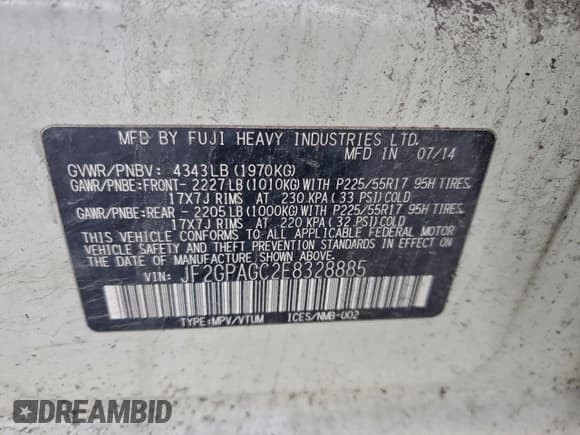 MFD BY FUJI HEAVY INDUSTRIES LTD.
MFD IN 07/14
GVWR/PNBV: 4343LB (1970KG)
GAWR/PNBE: FRONT- 2227LB (1010KG) WITH P225/55R17 95H TIRES,
17X7J RIMS AT 230 KPA (33 PSI) COLD
GAWR/PNBE: REAR - 2205LB (1000KG) WITH P225/55R17 95H TIRES,
17X7J RIMS AT 220 KPA (32 PSI) COLD
THIS VEHICLE CONFORMS TO ALL APPLICABLE FEDERAL MOTOR
VEHICLE SAFETY AND THEFT PREVENTION STANDARDS IN EFFECT ON
THE DATE OF MANUFACTURE SHOWN ABOVE.
VIN: JF2GPAGC2E8328885
TYPE:MPV/VTUM ICES/NMB-002
DREAMBID